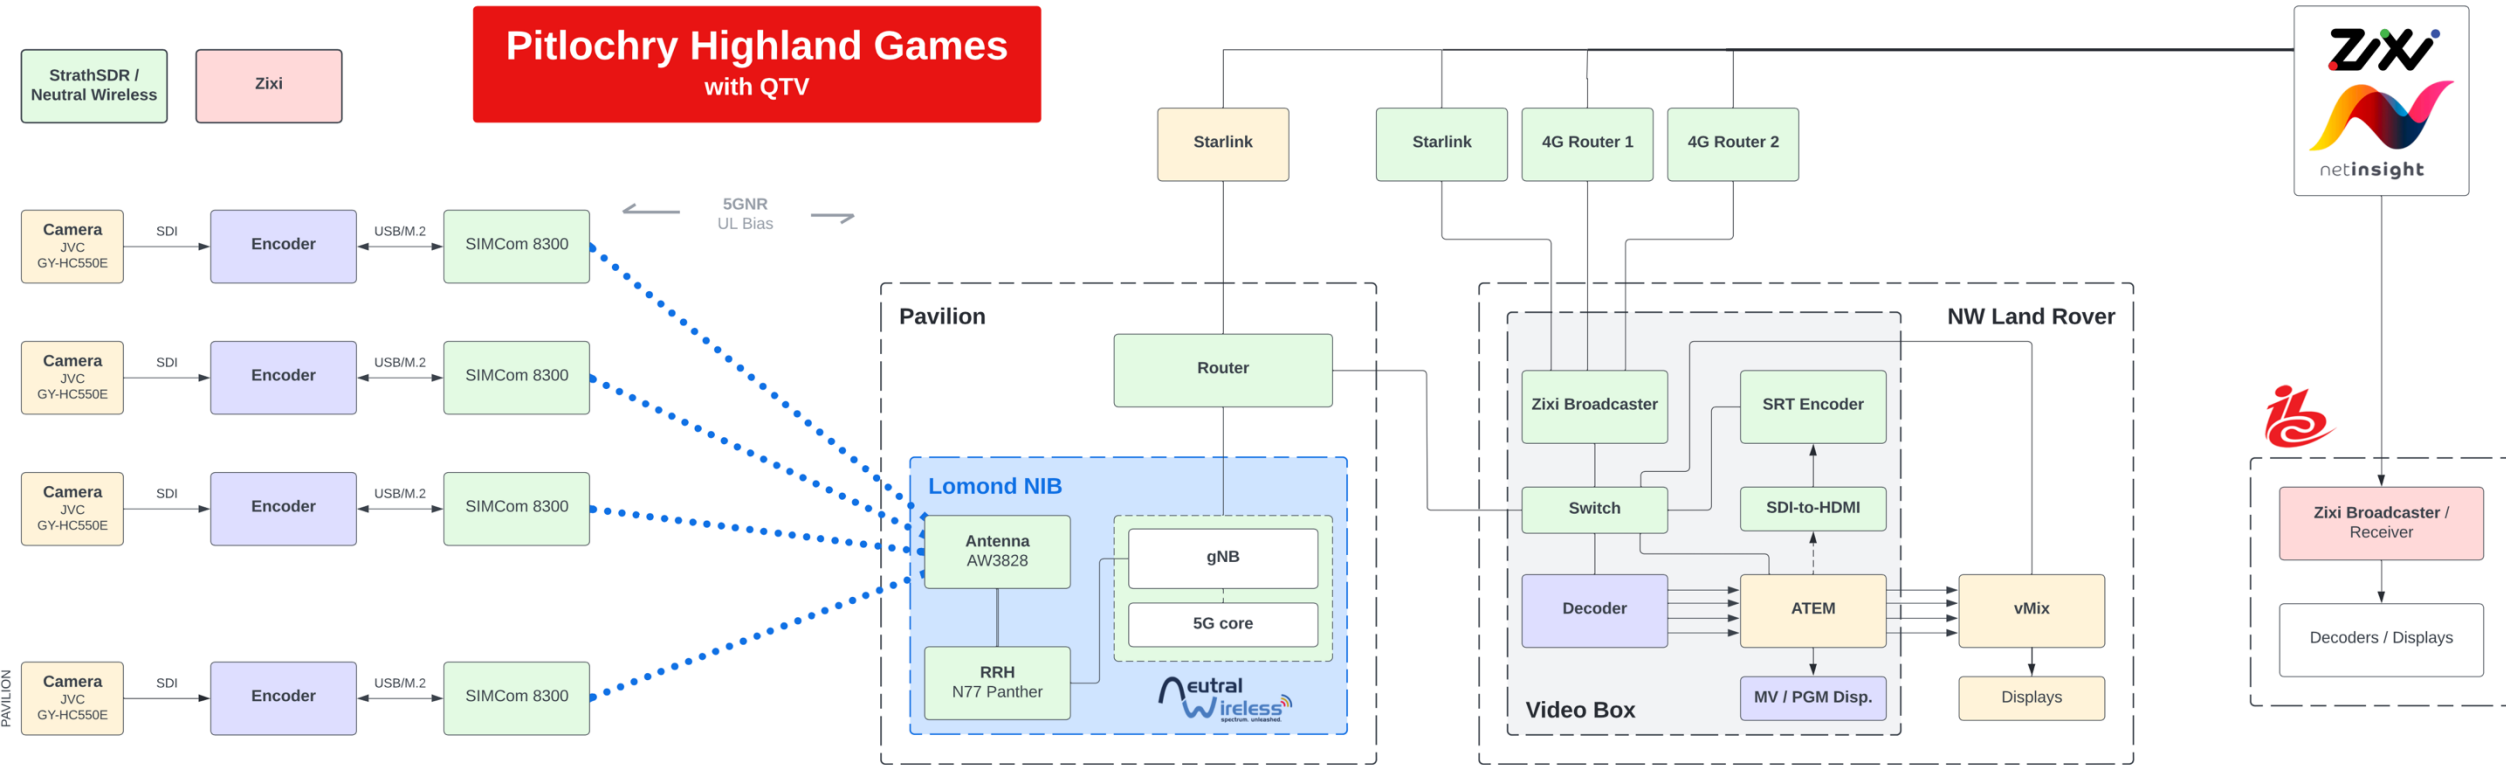 Pitlochry Highland Games
with QTV
StrathSDR /
Neutral Wireless
Zixi
ZiXi
netinsight
Starlink
Starlink
4G Router 1
4G Router 2
5GNR
UL Bias
Camera
JVC
GY-HC550E
SDI
Encoder
USB/M.2
SIMCom 8300
Camera
JVC
GY-HC550E
SDI
Encoder
USB/M.2
SIMCom 8300
Camera
JVC
GY-HC550E
SDI
Encoder
USB/M.2
SIMCom 8300
PAVILION
Camera
JVC
GY-HC550E
SDI
Encoder
USB/M.2
SIMCom 8300
Pavilion
Router
Lomond NIB
Antenna
AW3828
gNB
5G core
RRH
N77 Panther
Neutral
Wireless
spectrum. unleashed.
NW Land Rover
Zixi Broadcaster
SRT Encoder
Switch
SDI-to-HDMI
Decoder
ATEM
vMix
MV / PGM Disp.
Displays
Video Box
Zixi Broadcaster /
Receiver
Decoders / Displays